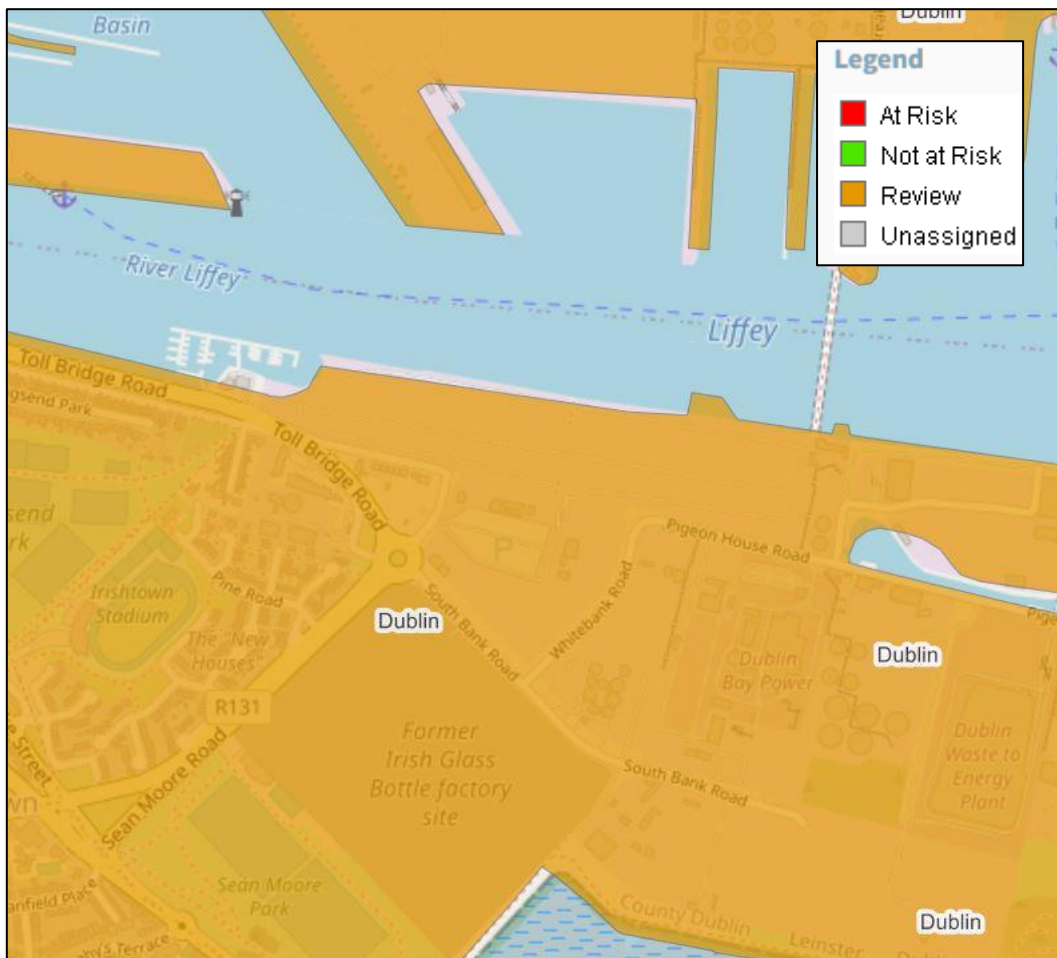 Basin
Dublin
Legend
At Risk
Not at Risk
Review
Unassigned
River Liffey
Liffey
Toll Bridge Road
Toll Bridge Road
Pigeon House Road
Irishtown
Stadium
Pine Road
The "New
Houses"
Dublin
South Bank Road
Whitebank Road
P
Dublin
Bay Power
Dublin
R131
Former
Irish Glass
Bottle factory
site
Dublin
Waste to
Energy
Plant
South Bank Road
Sean Moore Road
Seán Moore
Park
County Dublin
Leinster
Dublin